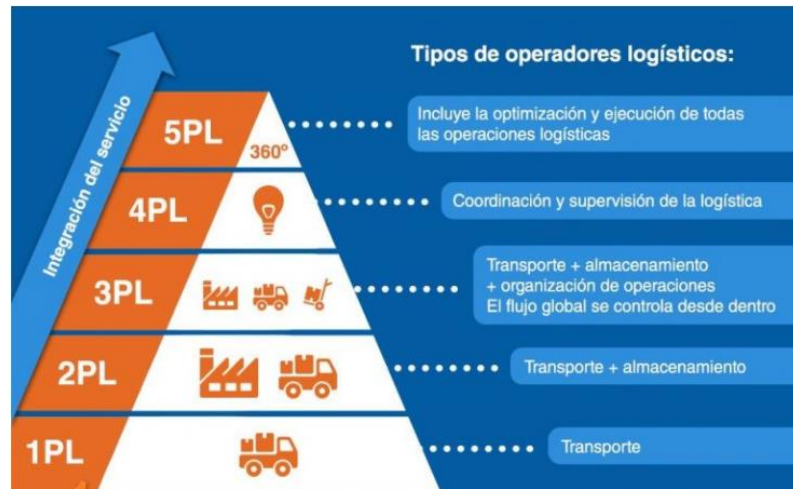 Tipos de operadores logísticos:
Integración del servicio
5PL
360º
Incluye la optimización y ejecución de todas
las operaciones logísticas
4PL
Coordinación y supervisión de la logística
3PL
Transporte + almacenamiento
+ organización de operaciones
El flujo global se controla desde dentro
2PL
Transporte + almacenamiento
1PL
Transporte